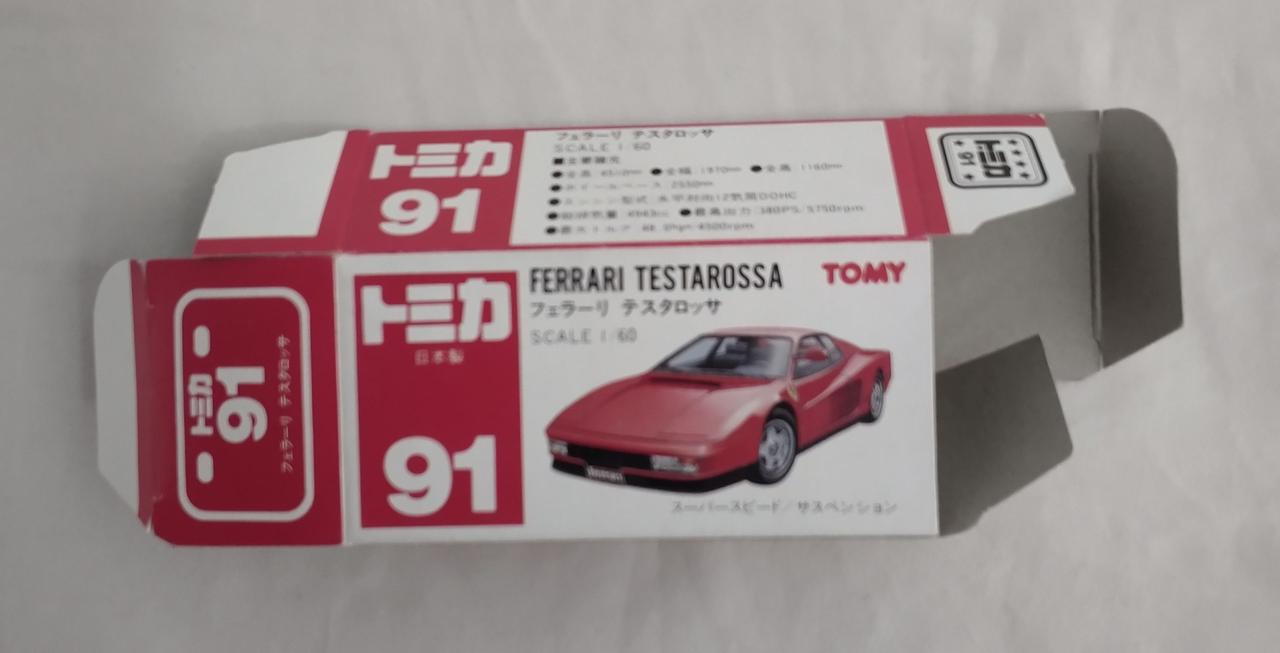 トミカ
91
フェラーリ テスタロッサ
SCALE 1/60
■主要諸元
●全長:4510mm ●全幅:1970mm ●全高:1160mm
●ホイールベース:2550mm
●エンジン型式:水平対向12気筒DOHC
●総排気量:4943cc ●最高出力:380PS/5750rpm
●最大トルク:
トミカ
91
トミカ
91
フェラーリ テスタロッサ
トミカ
日本製
91
FERRARI TESTAROSSA
フェラーリ テスタロッサ
SCALE 1/60
TOMY
スーパースピード/サスペンション